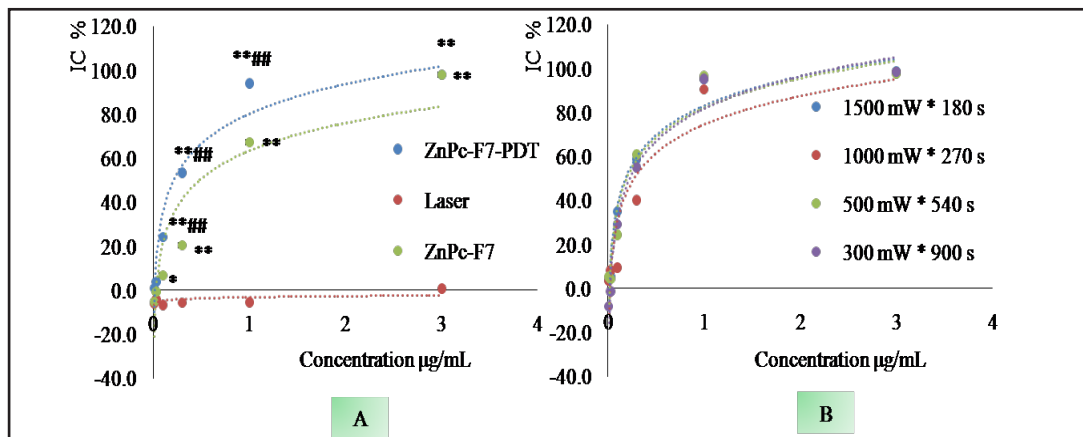 IC %
120.0
100.0
80.0
60.0
40.0
20.0
0.0
-20.0
-40.0
0 1 2 3 4
**##
**
**
**##
**
**##
**
*
ZnPc-F7-PDT
Laser
ZnPc-F7
Concentration µg/mL
A
IC %
120.0
100.0
80.0
60.0
40.0
20.0
0.0
-20.0
-40.0
0 1 2 3 4
1500 mW * 180 s
1000 mW * 270 s
500 mW * 540 s
300 mW * 900 s
Concentration µg/mL
B